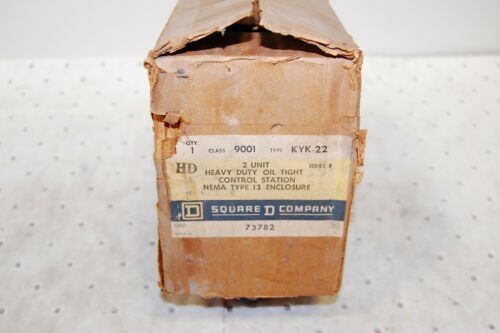 QTY. 1 CLASS 9001 TYPE KYK-22
HD 2 UNIT SERIES B
HEAVY DUTY OIL TIGHT
CONTROL STATION
NEMA TYPE 13 ENCLOSURE
D SQUARE D COMPANY
73782